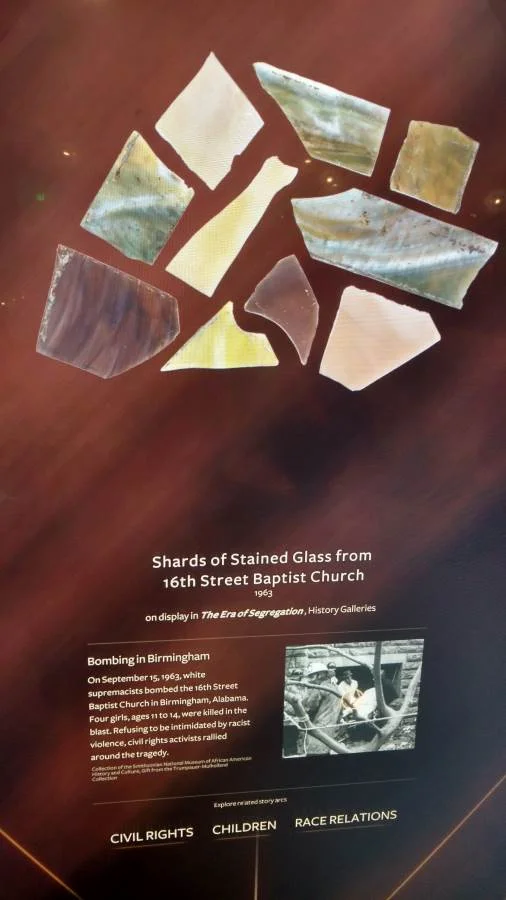 Shards of Stained Glass from
16th Street Baptist Church
1963
on display in The Era of Segregation, History Galleries
Bombing in Birmingham
On September 15, 1963, white
supremacists bombed the 16th Street
Baptist Church in Birmingham, Alabama.
Four girls, ages 11 to 14, were killed in the
blast. Refusing to be intimidated by racist
violence, civil rights activists rallied
around the tragedy.
Collection of the Smithsonian National Museum of African American
History and Culture, Gift from the Trumpauer-Mulholland
Collection
Explore related story arcs
CIVIL RIGHTS CHILDREN RACE RELATIONS